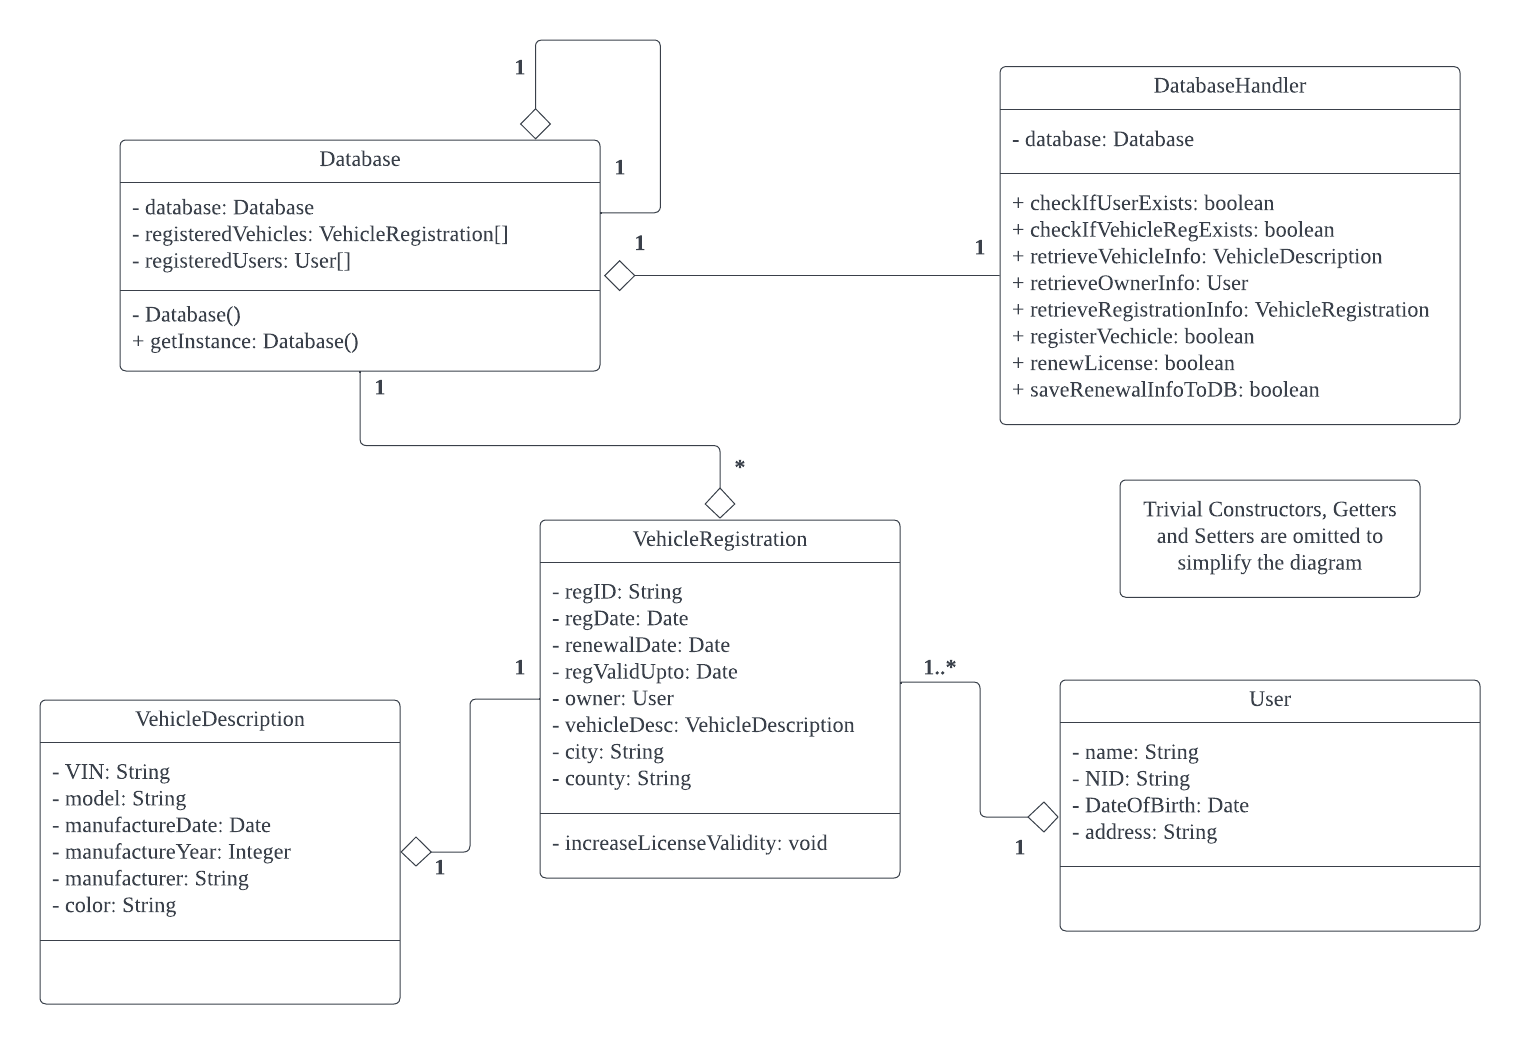 1
1
Database
- database: Database
- registeredVehicles: VehicleRegistration[]
- registeredUsers: User[]
- Database()
+ getInstance: Database()
1
1
DatabaseHandler
- database: Database
+ checkIfUserExists: boolean
+ checkIfVehicleRegExists: boolean
+ retrieveVehicleInfo: VehicleDescription
+ retrieveOwnerInfo: User
+ retrieveRegistrationInfo: VehicleRegistration
+ registerVechicle: boolean
+ renewLicense: boolean
+ saveRenewalInfoToDB: boolean
1
*
Trivial Constructors, Getters
and Setters are omitted to
simplify the diagram
VehicleRegistration
- regID: String
- regDate: Date
- renewalDate: Date
- regValidUpto: Date
- owner: User
- vehicleDesc: VehicleDescription
- city: String
- county: String
- increaseLicenseValidity: void
1
1
VehicleDescription
- VIN: String
- model: String
- manufactureDate: Date
- manufactureYear: Integer
- manufacturer: String
- color: String
1..*
1
User
- name: String
- NID: String
- DateOfBirth: Date
- address: String